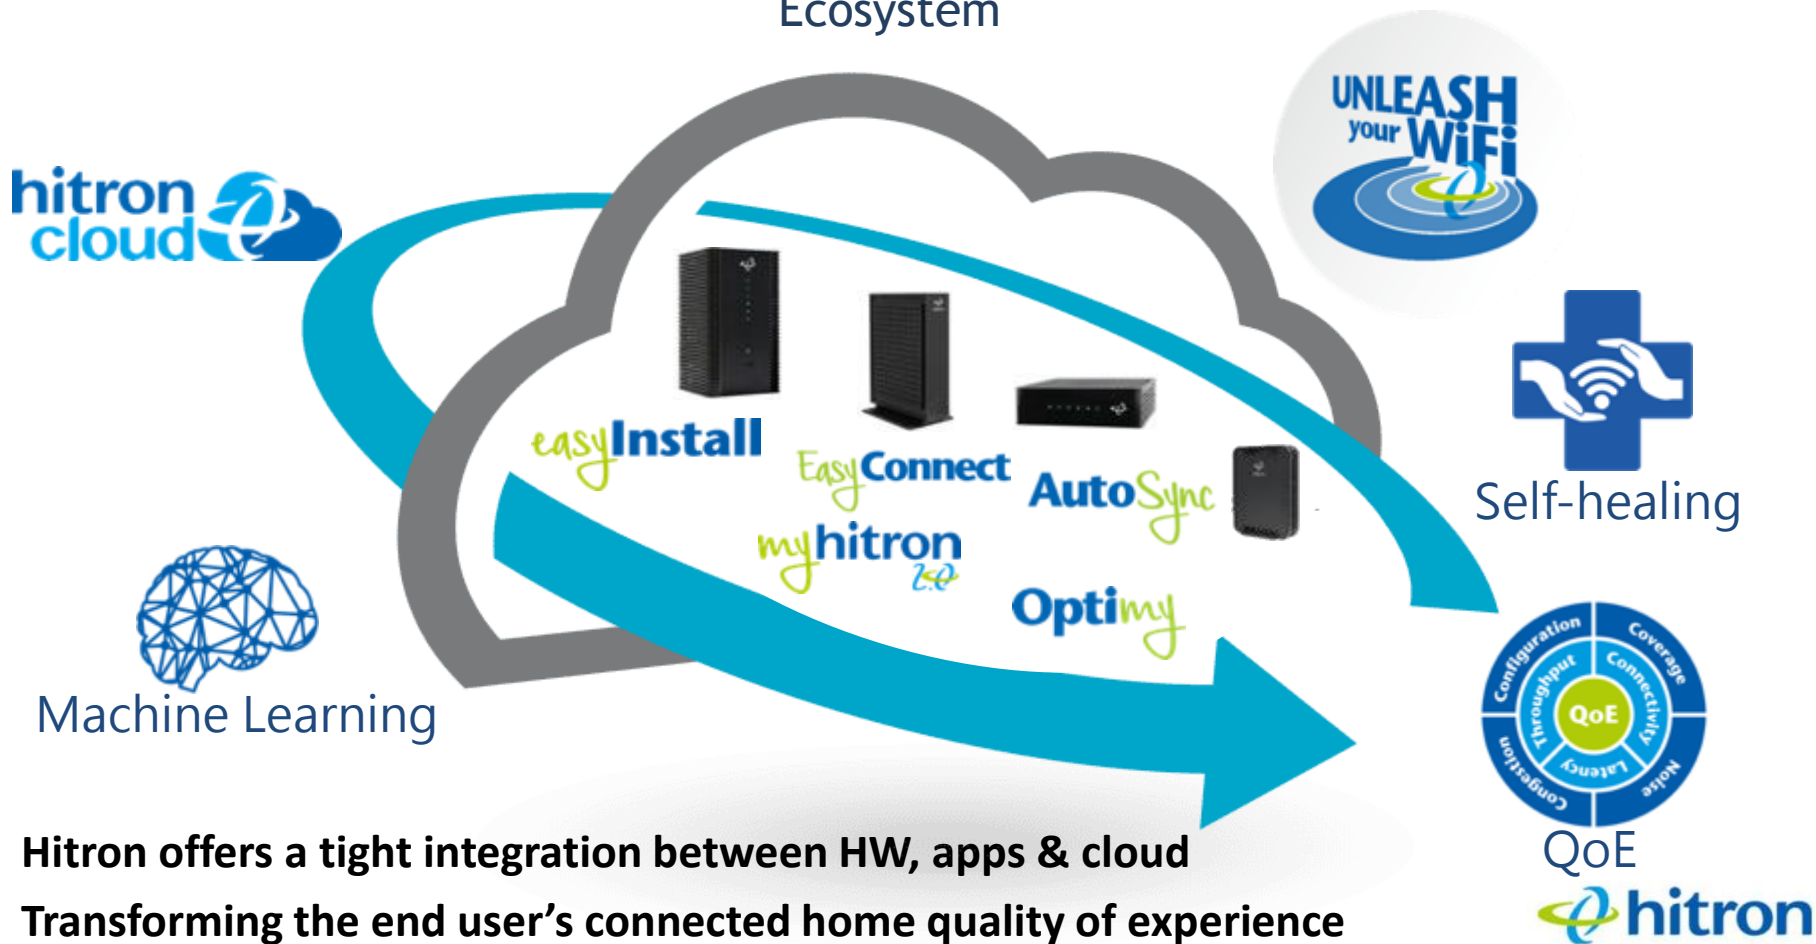 Ecosystem
UNLEASH
your WiFi
hitron
cloud
easyInstall
EasyConnect
AutoSync
myhitron
2.0
Optimy
Self-healing
Machine Learning
Configuration
Coverage
Throughput
Connectivity
QoE
Latency
Congestion
Noise
QoE
Hitron offers a tight integration between HW, apps & cloud
Transforming the end user’s connected home quality of experience
hitron